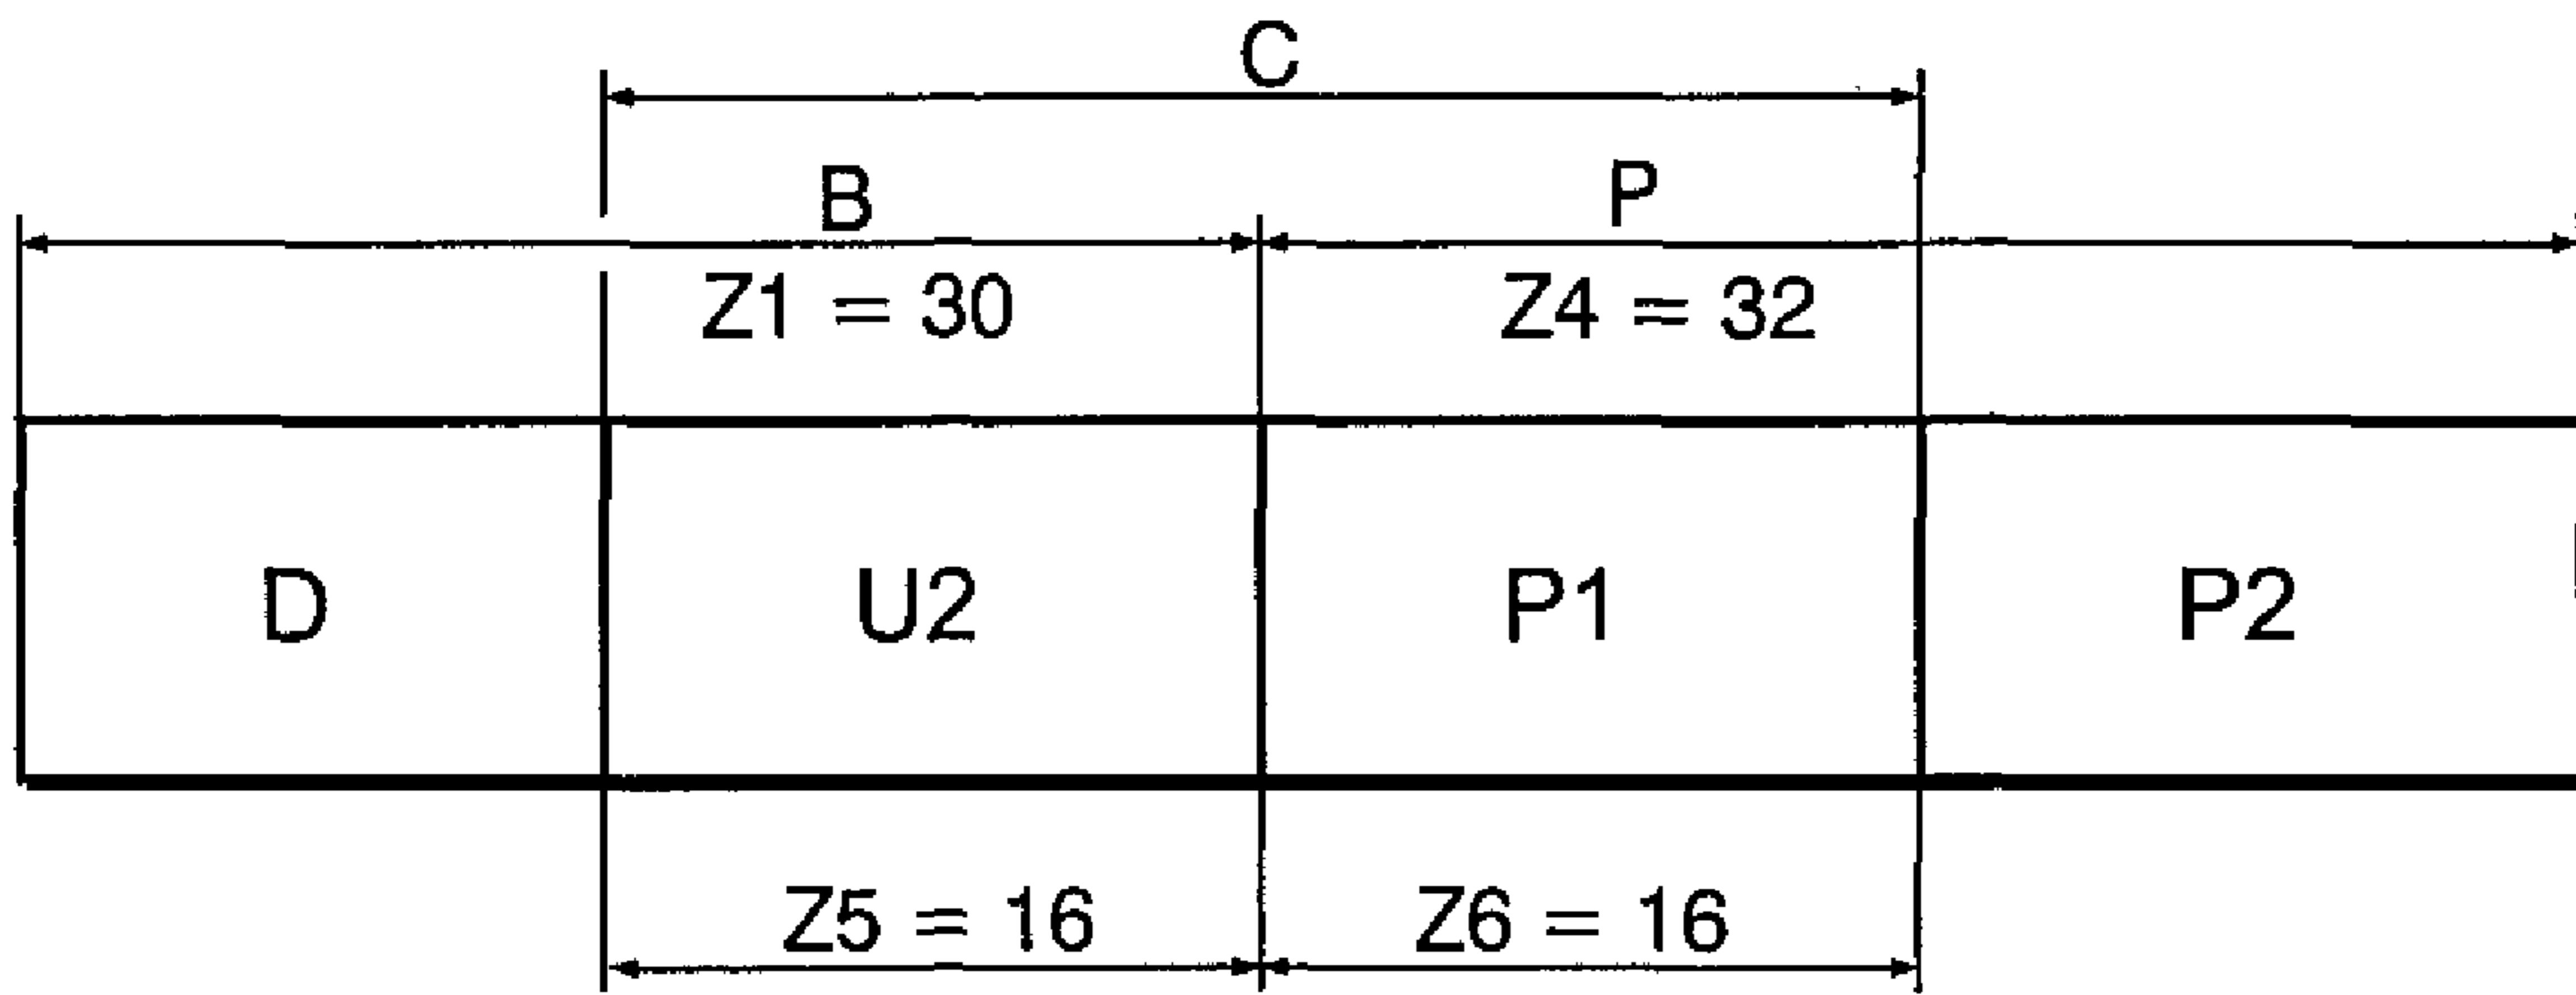 C
B P
Z1 = 30 Z4 = 32
D U2 P1 P2
Z5 = 16 Z6 = 16